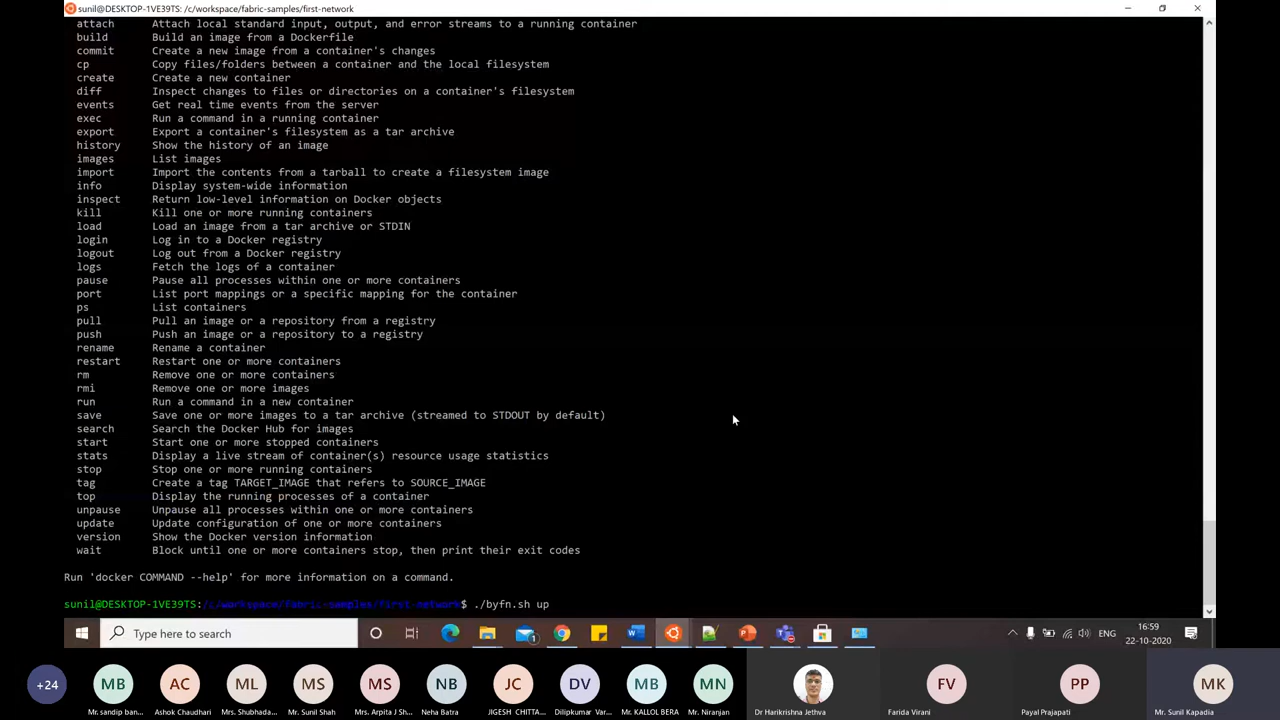 sunil@DESKTOP-1VE39TS: /c/workspace/fabric-samples/first-network
attach Attach local standard input, output, and error streams to a running container
build Build an image from a Dockerfile
commit Create a new image from a container's changes
cp Copy files/folders between a container and the local filesystem
create Create a new container
diff Inspect changes to files or directories on a container's filesystem
events Get real time events from the server
exec Run a command in a running container
export Export a container's filesystem as a tar archive
history Show the history of an image
images List images
import Import the contents from a tarball to create a filesystem image
info Display system-wide information
inspect Return low-level information on Docker objects
kill Kill one or more running containers
load Load an image from a tar archive or STDIN
login Log in to a Docker registry
logout Log out from a Docker registry
logs Fetch the logs of a container
pause Pause all processes within one or more containers
port List port mappings or a specific mapping for the container
ps List containers
pull Pull an image or a repository from a registry
push Push an image or a repository to a registry
rename Rename a container
restart Restart one or more containers
rm Remove one or more containers
rmi Remove one or more images
run Run a command in a new container
save Save one or more images to a tar archive (streamed to STDOUT by default)
search Search the Docker Hub for images
start Start one or more stopped containers
stats Display a live stream of container(s) resource usage statistics
stop Stop one or more running containers
tag Create a tag TARGET_IMAGE that refers to SOURCE_IMAGE
top Display the running processes of a container
unpause Unpause all processes within one or more containers
update Update configuration of one or more containers
version Show the Docker version information
wait Block until one or more containers stop, then print their exit codes
Run 'docker COMMAND --help' for more information on a command.
sunil@DESKTOP-1VE39TS:/c/workspace/fabric-samples/first-network$ ./byfn.sh up
Type here to search
1
ENG
16:59
22-10-2020
+24
MB
AC
ML
MS
MS
NB
JC
DV
MB
MN
FV
PP
MK
Mr. sandip ban...
Ashok Chaudhari
Mrs. Shubhada...
Mr. Sunil Shah
Mrs. Arpita J Sh...
Neha Batra
JIGESH CHITTA...
Dilipkumar Var...
Mr. KALLOL BERA
Mr. Niranjan
Dr Harikrishna Jethva
Farida Virani
Payal Prajapati
Mr. Sunil Kapadia